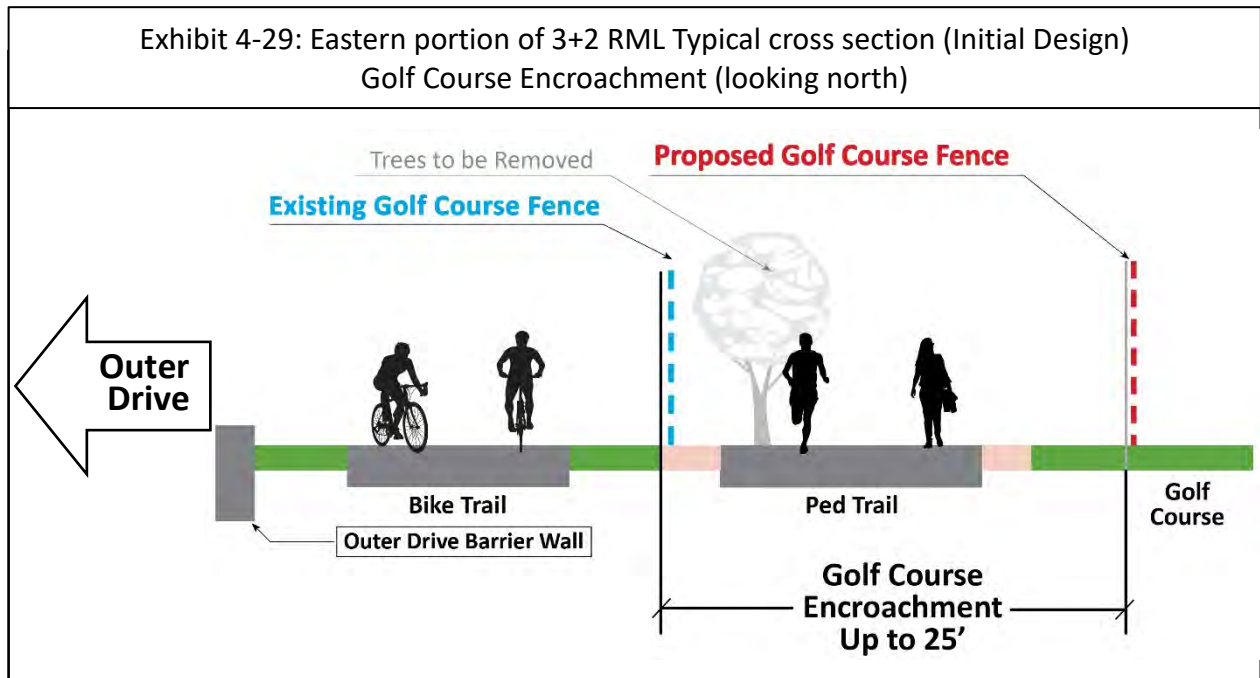 Exhibit 4-29: Eastern portion of 3+2 RML Typical cross section (Initial Design)
Golf Course Encroachment (looking north)
Trees to be Removed
Proposed Golf Course Fence
Existing Golf Course Fence
Outer
Drive
Bike Trail
Ped Trail
Golf
Course
Outer Drive Barrier Wall
Golf Course
Encroachment
Up to 25’